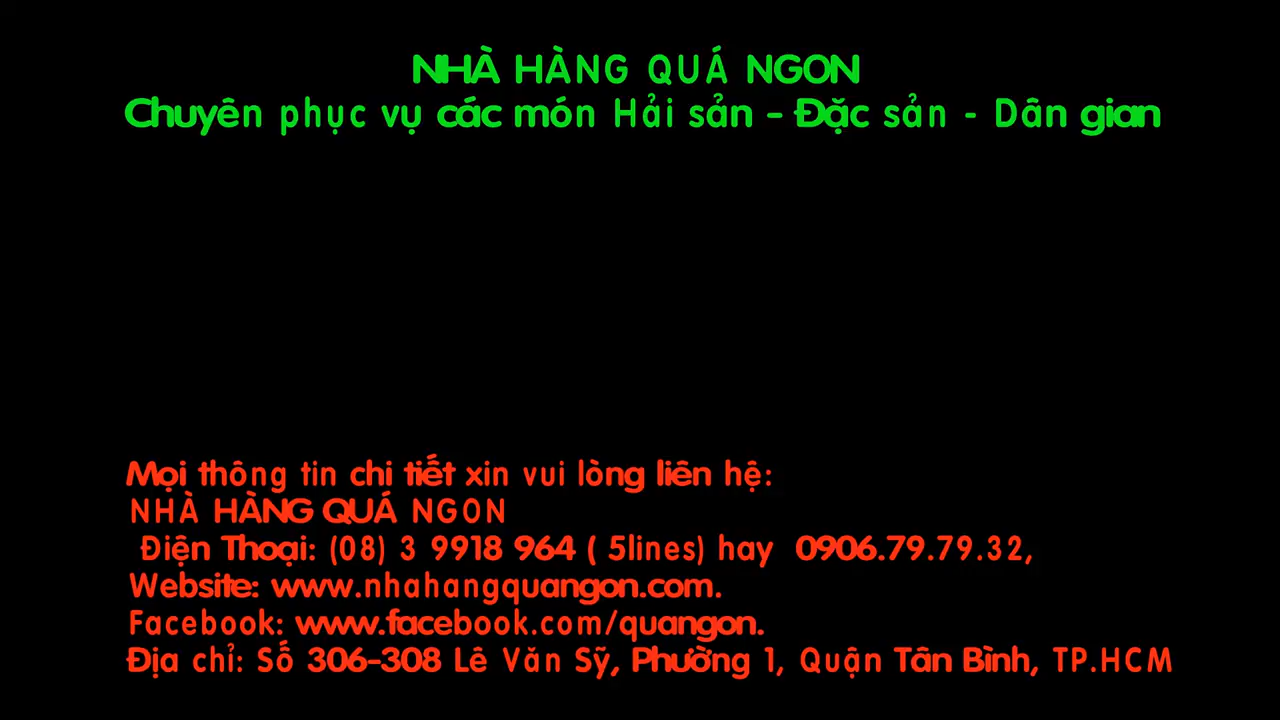 NHÀ HÀNG QUÁ NGON
Chuyên phục vụ các món Hải sản - Đặc sản - Dân gian
Mọi thông tin chi tiết xin vui lòng liên hệ:
NHÀ HÀNG QUÁ NGON
Điện Thoại: (08) 3 9918 964 ( 5lines) hay 0906.79.79.32,
Website: www.nhahangquangon.com.
Facebook: www.facebook.com/quangon.
Địa chỉ: Số 306-308 Lê Văn Sỹ, Phường 1, Quận Tân Bình, TP.HCM